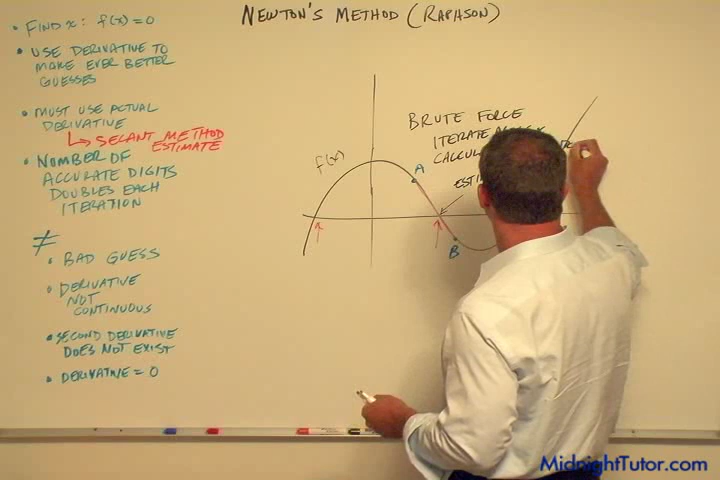 NEWTON'S METHOD (RAPHSON)
• FIND x: f(x) = 0
• USE DERIVATIVE TO
MAKE EVER BETTER
GUESSES
• MUST USE ACTUAL
DERIVATIVE
↳ SECANT METHOD
ESTIMATE
• NUMBER OF
ACCURATE DIGITS
DOUBLES EACH
ITERATION
≠
• BAD GUESS
• DERIVATIVE
NOT
CONTINUOUS
• SECOND DERIVATIVE
DOES NOT EXIST
• DERIVATIVE = 0
BRUTE FORCE
ITERATE
f(x)
A
B
MidnightTutor.com